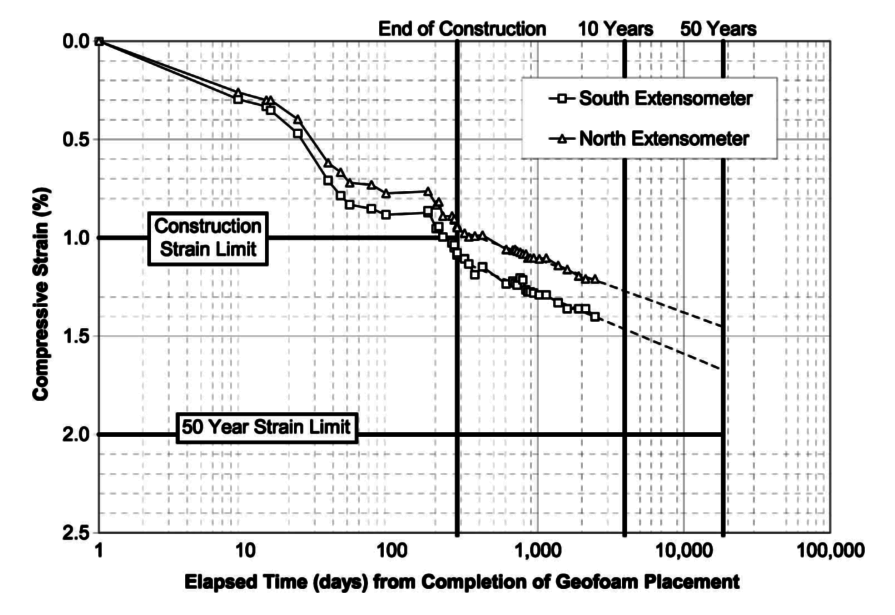 End of Construction 10 Years 50 Years
0.0
South Extensometer
North Extensometer
0.5
Compressive Strain (%)
Construction
Strain Limit
1.0
1.5
50 Year Strain Limit
2.0
2.5
1 10 100 1,000 10,000 100,000
Elapsed Time (days) from Completion of Geofoam Placement